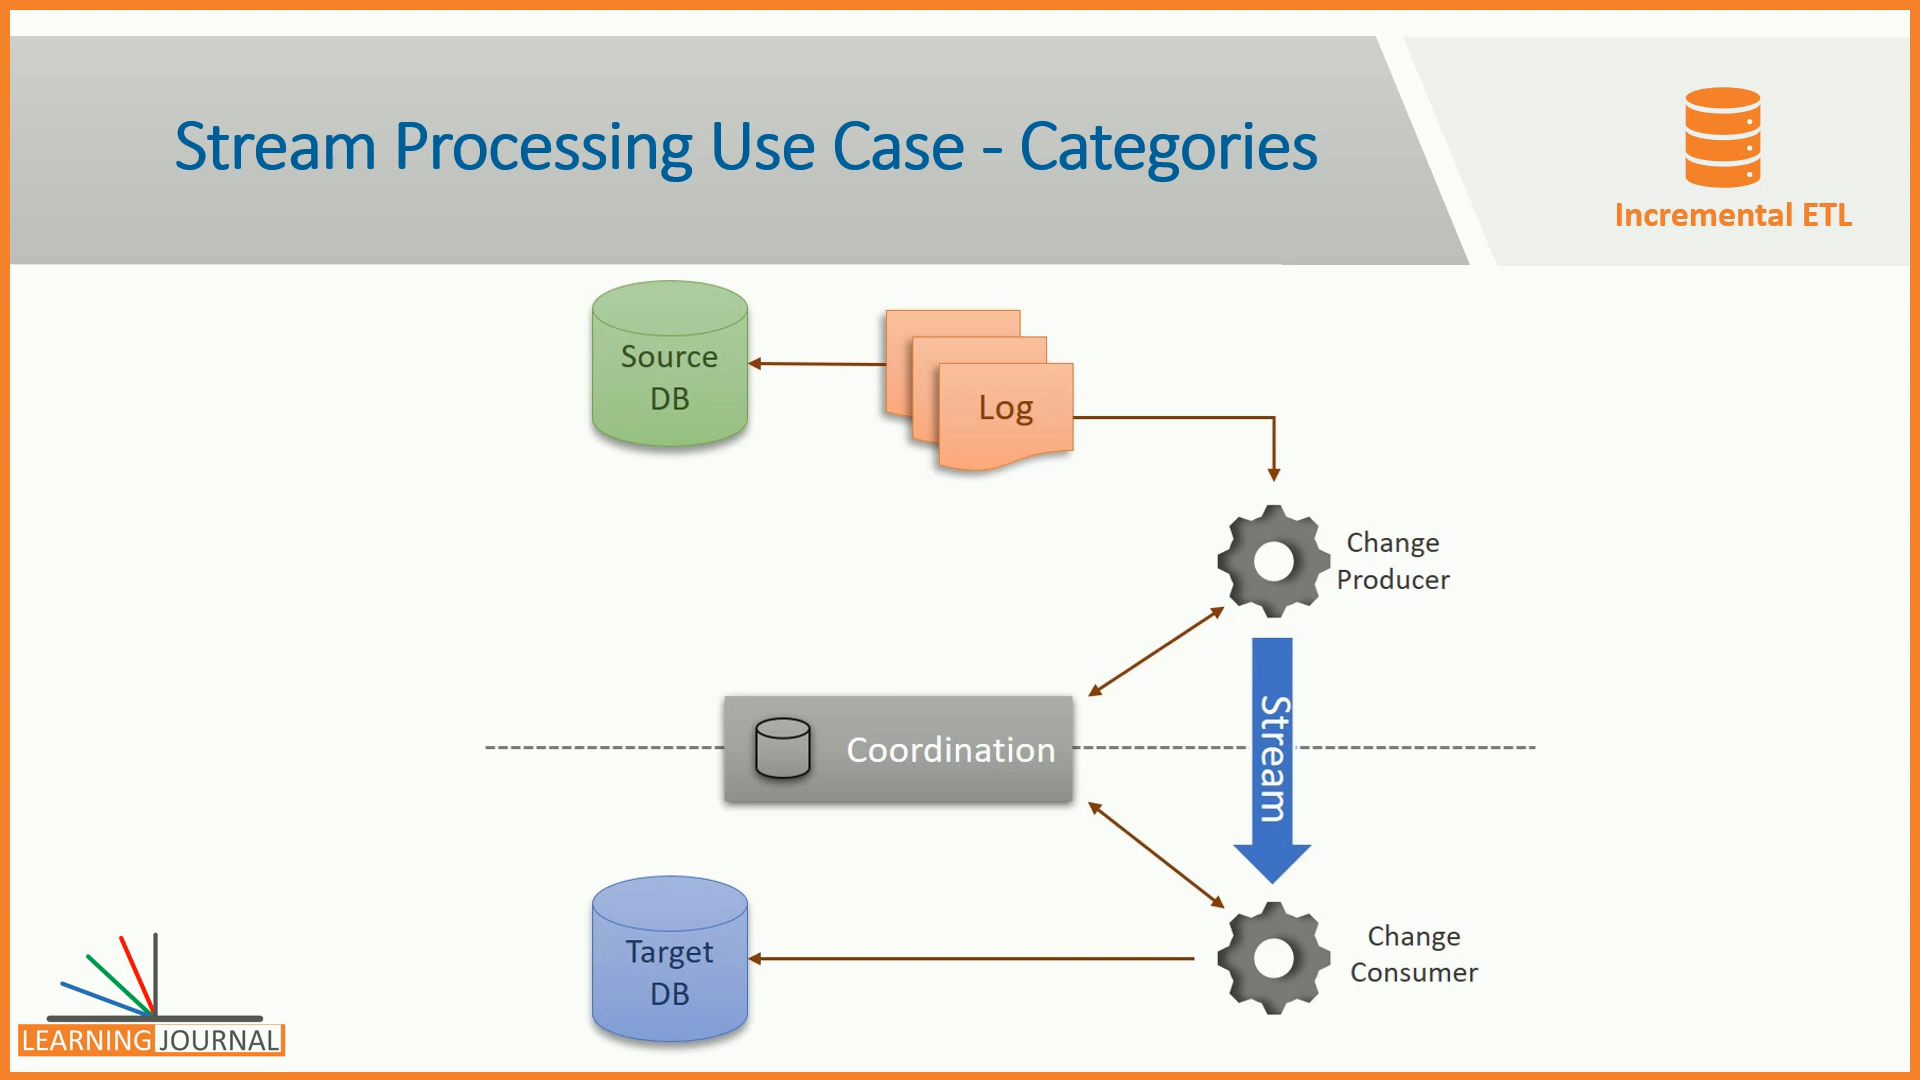 Stream Processing Use Case - Categories
Incremental ETL
Source
DB
Log
Change
Producer
Stream
Coordination
Target
DB
Change
Consumer
LEARNING JOURNAL